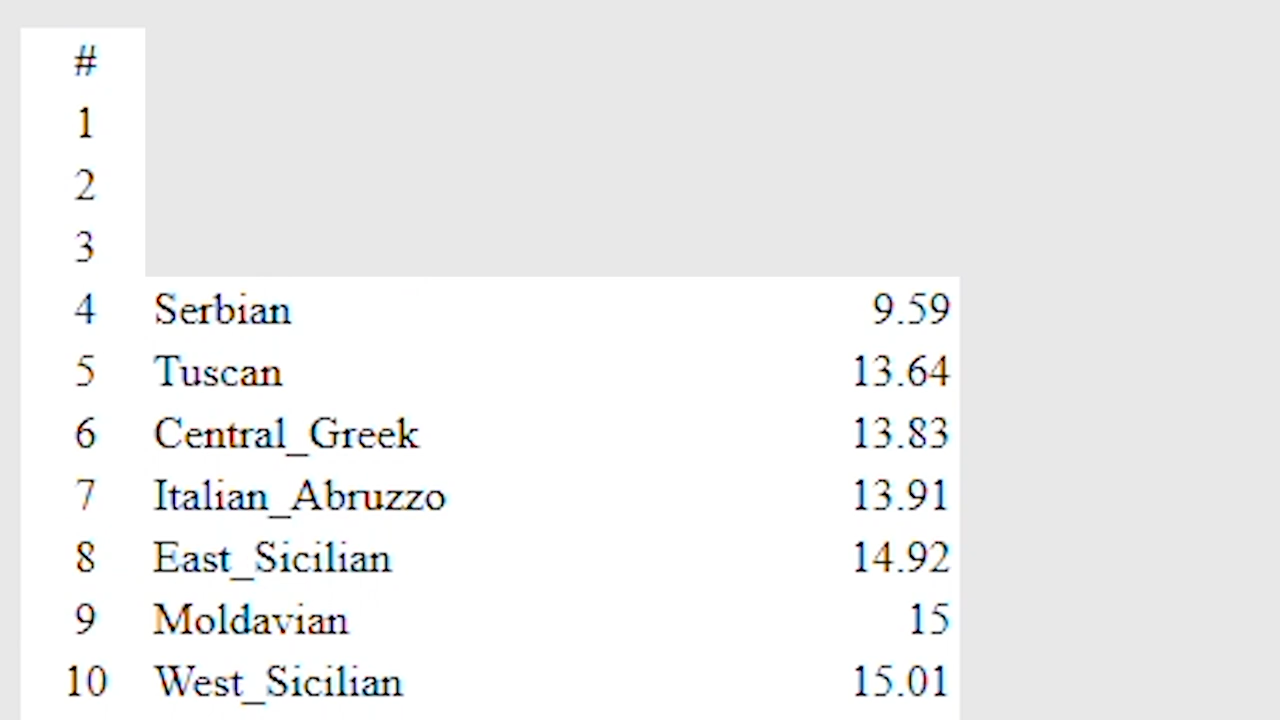 #
1
2
3
4 Serbian 9.59
5 Tuscan 13.64
6 Central_Greek 13.83
7 Italian_Abruzzo 13.91
8 East_Sicilian 14.92
9 Moldavian 15
10 West_Sicilian 15.01